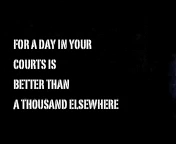 FOR A DAY IN YOUR
COURTS IS
BETTER THAN
A THOUSAND ELSEWHERE